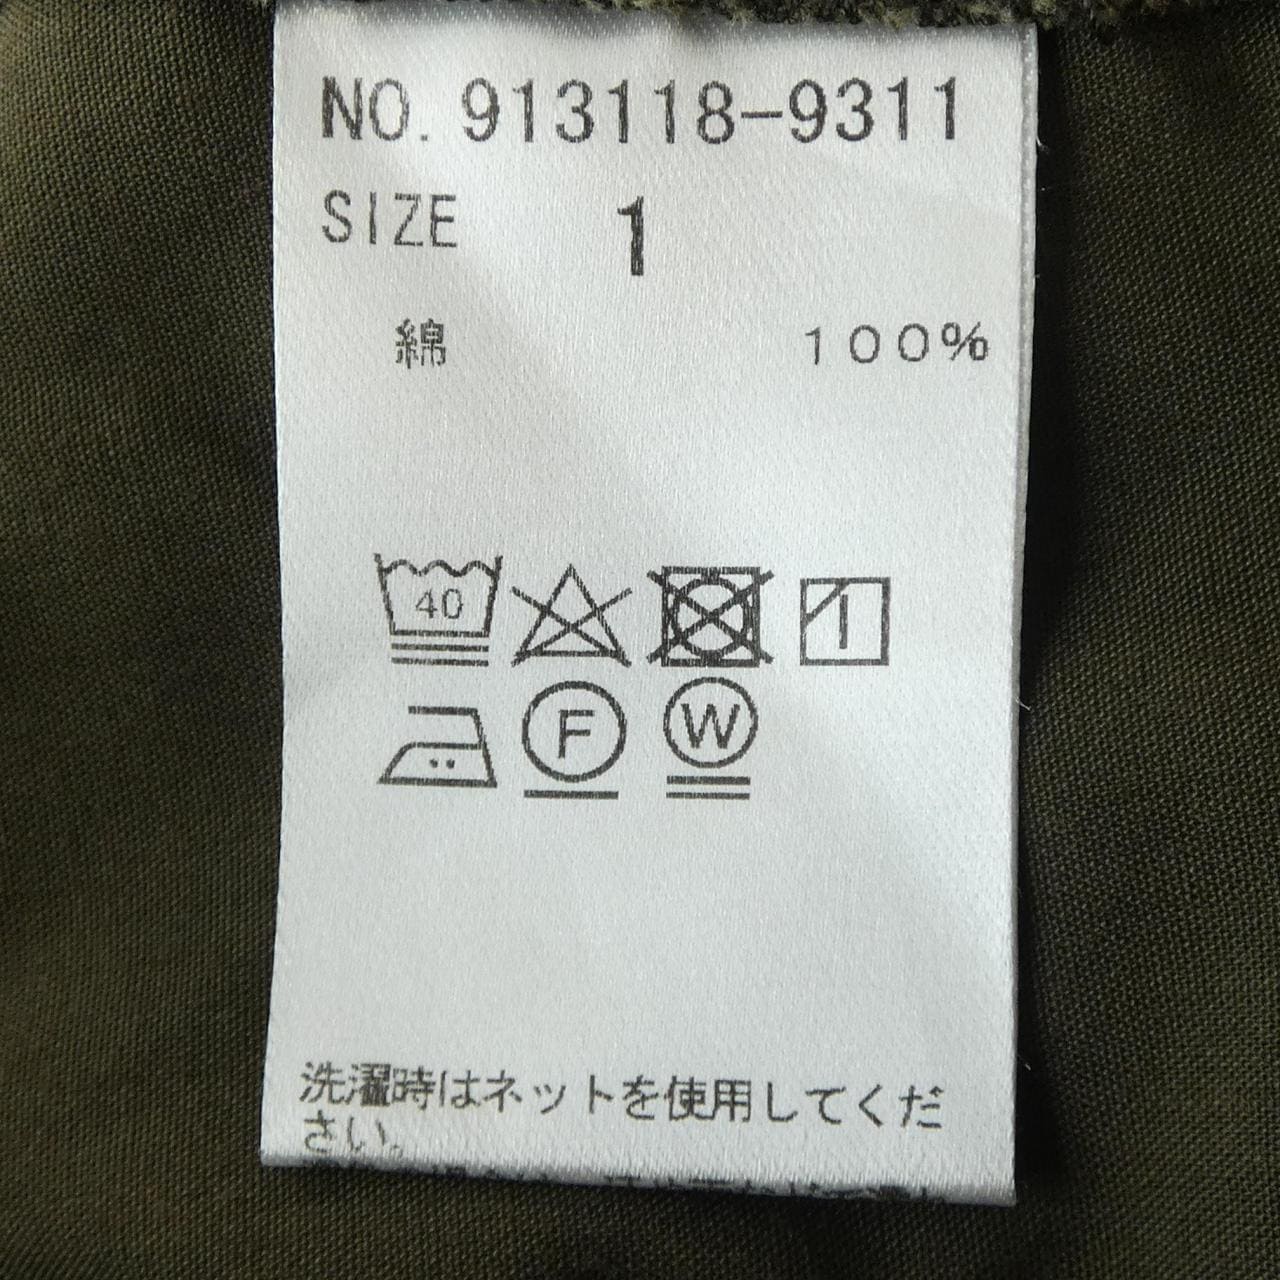 NO. 913118-9311
SIZE 1
綿 １００％
40
F W
洗濯時はネットを使用してくだ
さい。